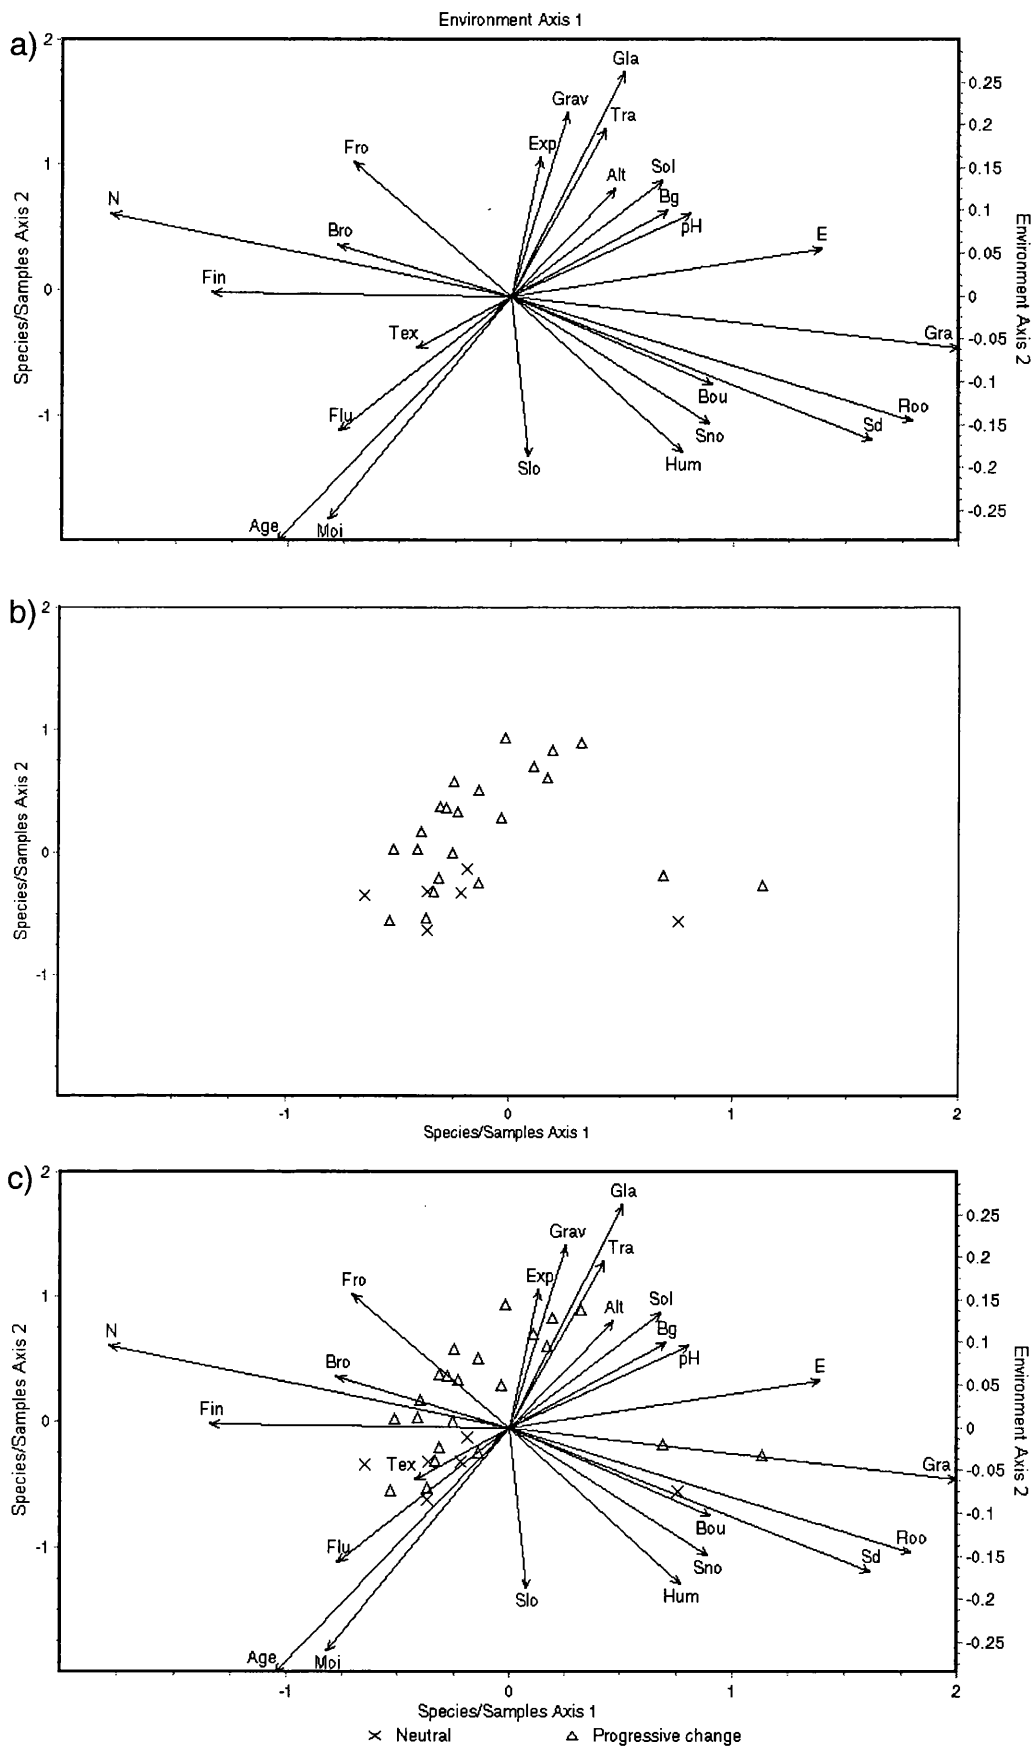 Environment Axis 1
a)
2
1
0
-1
Species/Samples Axis 2
0.25
0.2
0.15
0.1
0.05
0
-0.05
-0.1
-0.15
-0.2
-0.25
Environment Axis 2
Gla
Grav
Tra
Exp
Fro
Alt
Sol
Bg
pH
N
Bro
E
Fin
Tex
Gra
Bou
Roo
Flu
Sd
Sno
Slo
Hum
Age
Moi
b)
2
1
0
-1
Species/Samples Axis 2
-1
0
1
2
Species/Samples Axis 1
c)
2
1
0
-1
Species/Samples Axis 2
0.25
0.2
0.15
0.1
0.05
0
-0.05
-0.1
-0.15
-0.2
-0.25
Environment Axis 2
Gla
Grav
Tra
Exp
Fro
Alt
Sol
Bg
pH
N
Bro
E
Fin
Tex
Gra
Bou
Roo
Flu
Sd
Sno
Slo
Hum
Age
Moi
-1
0
1
2
Species/Samples Axis 1
Neutral
Progressive change